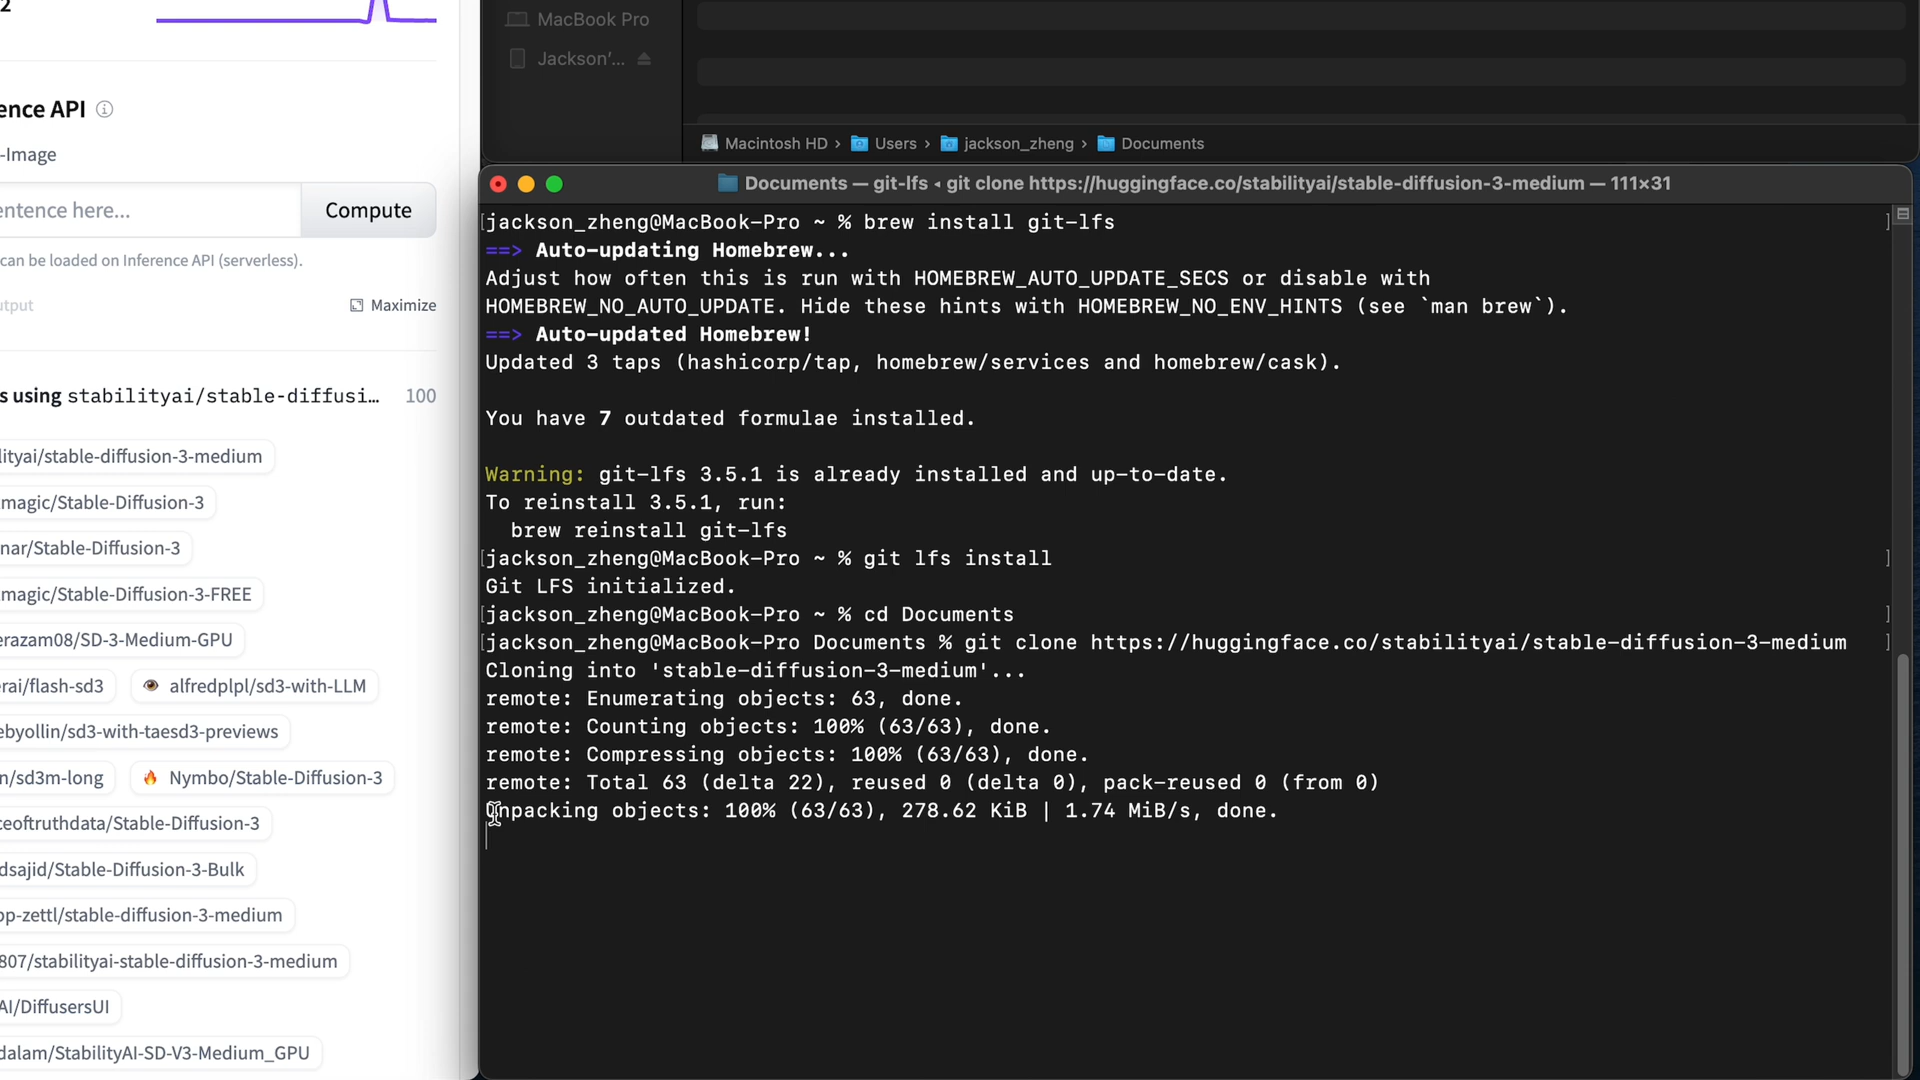 2
ence API
-Image
entence here...
Compute
can be loaded on Inference API (serverless).
utput
Maximize
s using stabilityai/stable-diffusi...
100
lityai/stable-diffusion-3-medium
magic/Stable-Diffusion-3
nar/Stable-Diffusion-3
magic/Stable-Diffusion-3-FREE
erazam08/SD-3-Medium-GPU
erai/flash-sd3
alfredplpl/sd3-with-LLM
ebyollin/sd3-with-taesd3-previews
n/sd3m-long
Nymbo/Stable-Diffusion-3
ceoftruthdata/Stable-Diffusion-3
dsajid/Stable-Diffusion-3-Bulk
pp-zettl/stable-diffusion-3-medium
807/stabilityai-stable-diffusion-3-medium
AI/DiffusersUI
dalam/StabilityAI-SD-V3-Medium_GPU
MacBook Pro
Jackson’...
Macintosh HD › Users › jackson_zheng › Documents
Documents — git-lfs ◂ git clone https://huggingface.co/stabilityai/stable-diffusion-3-medium — 111×31
[jackson_zheng@MacBook-Pro ~ % brew install git-lfs ]
==> Auto-updating Homebrew...
Adjust how often this is run with HOMEBREW_AUTO_UPDATE_SECS or disable with
HOMEBREW_NO_AUTO_UPDATE. Hide these hints with HOMEBREW_NO_ENV_HINTS (see `man brew`).
==> Auto-updated Homebrew!
Updated 3 taps (hashicorp/tap, homebrew/services and homebrew/cask).
You have 7 outdated formulae installed.
Warning: git-lfs 3.5.1 is already installed and up-to-date.
To reinstall 3.5.1, run:
brew reinstall git-lfs
[jackson_zheng@MacBook-Pro ~ % git lfs install ]
Git LFS initialized.
[jackson_zheng@MacBook-Pro ~ % cd Documents ]
[jackson_zheng@MacBook-Pro Documents % git clone https://huggingface.co/stabilityai/stable-diffusion-3-medium ]
Cloning into 'stable-diffusion-3-medium'...
remote: Enumerating objects: 63, done.
remote: Counting objects: 100% (63/63), done.
remote: Compressing objects: 100% (63/63), done.
remote: Total 63 (delta 22), reused 0 (delta 0), pack-reused 0 (from 0)
Unpacking objects: 100% (63/63), 278.62 KiB | 1.74 MiB/s, done.